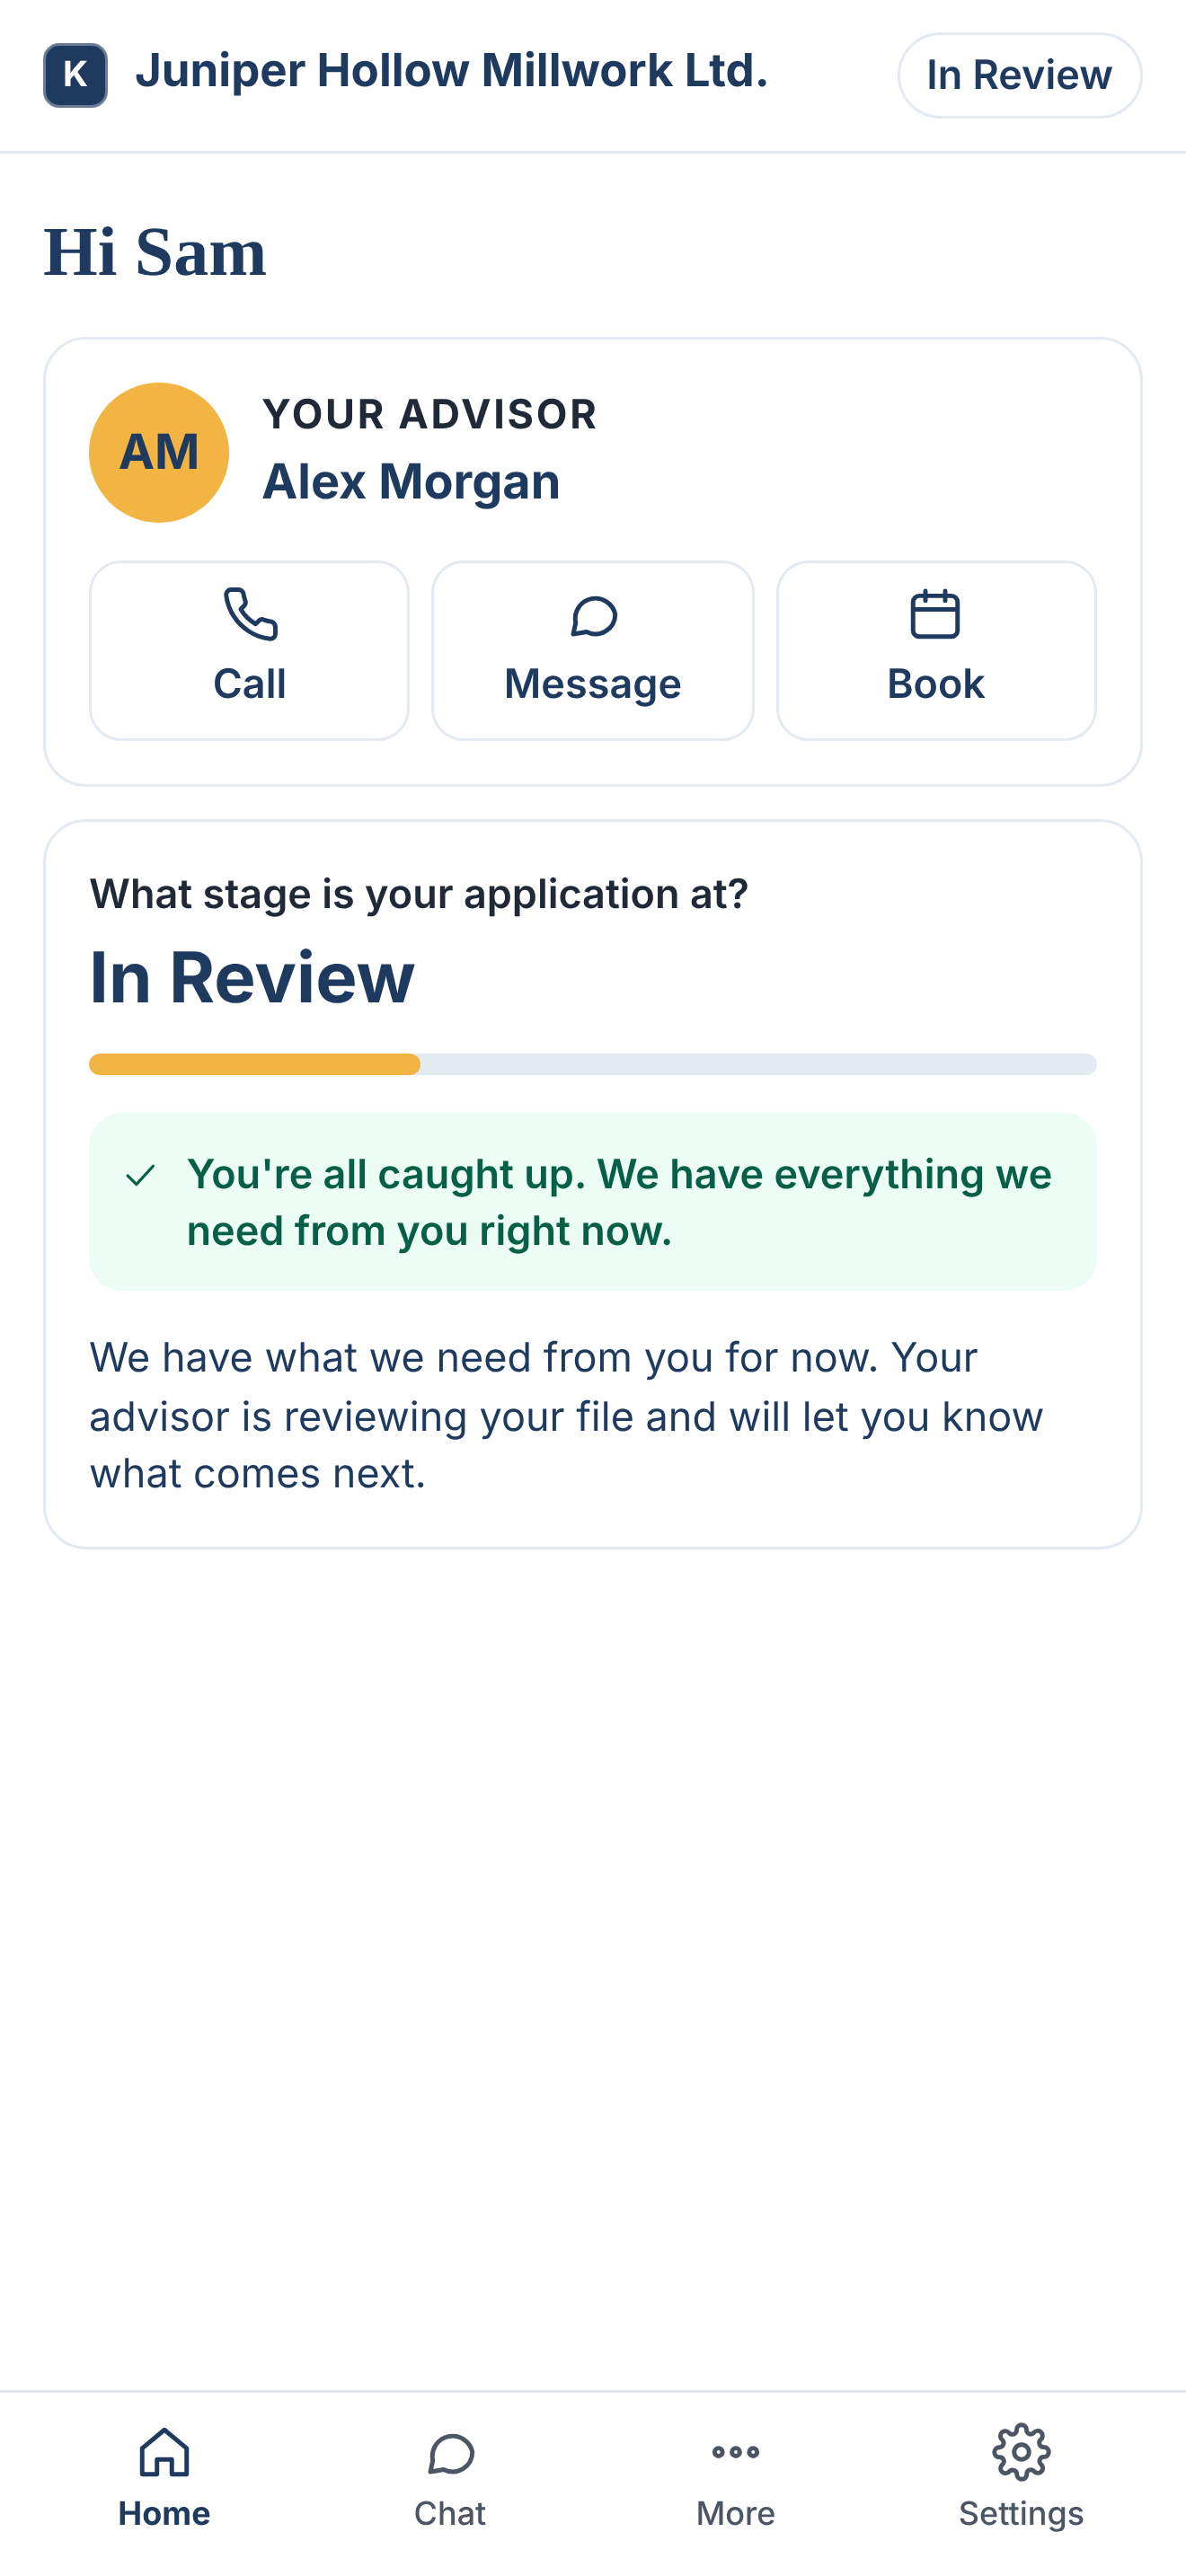 K
Juniper Hollow Millwork Ltd.
In Review
Hi Sam
AM
YOUR ADVISOR
Alex Morgan
Call
Message
Book
What stage is your application at?
In Review
You're all caught up. We have everything we
need from you right now.
We have what we need from you for now. Your
advisor is reviewing your file and will let you know
what comes next.
Home
Chat
More
Settings